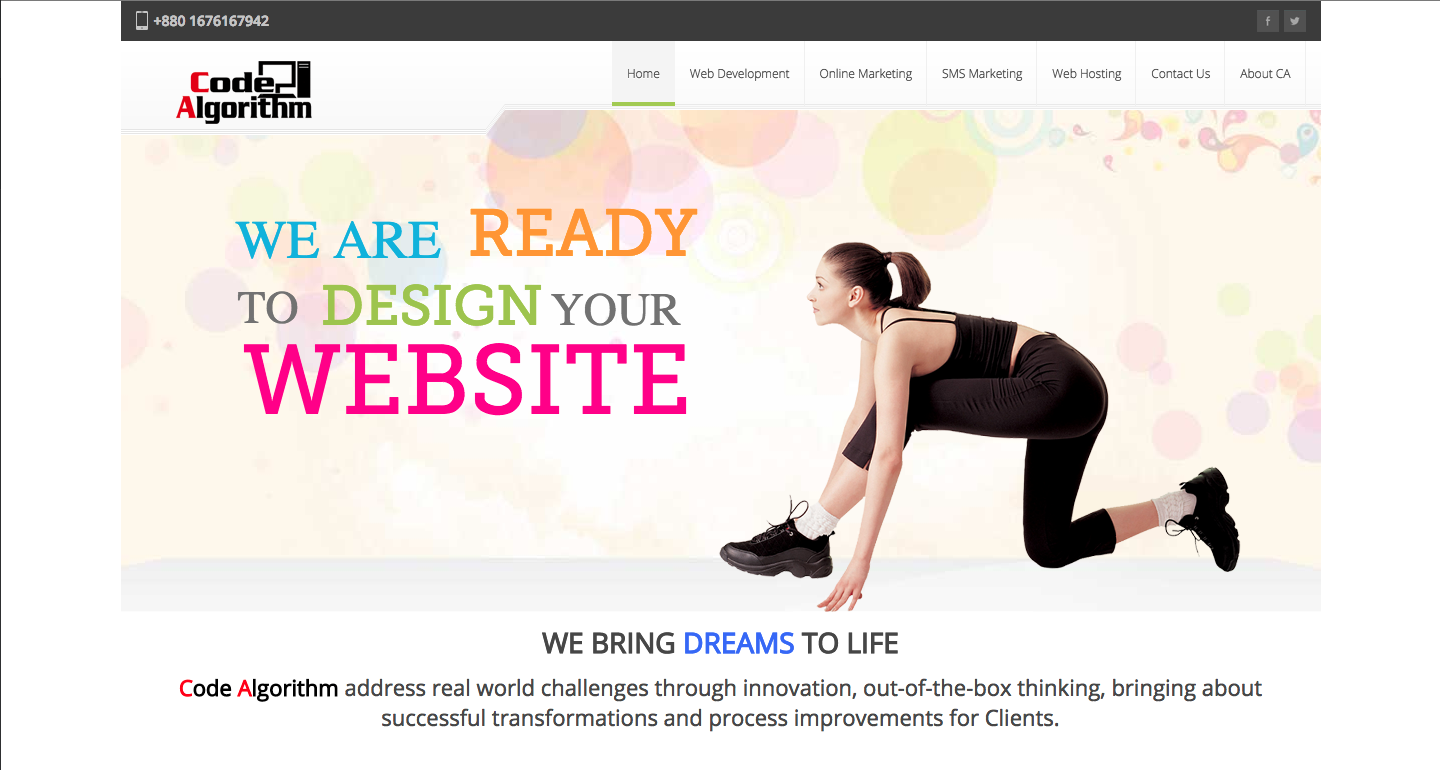 +880 1676167942
Code
Algorithm
Home Web Development Online Marketing SMS Marketing Web Hosting Contact Us About CA
WE ARE READY
TO DESIGN YOUR
WEBSITE
WE BRING DREAMS TO LIFE
Code Algorithm address real world challenges through innovation, out-of-the-box thinking, bringing about
successful transformations and process improvements for Clients.